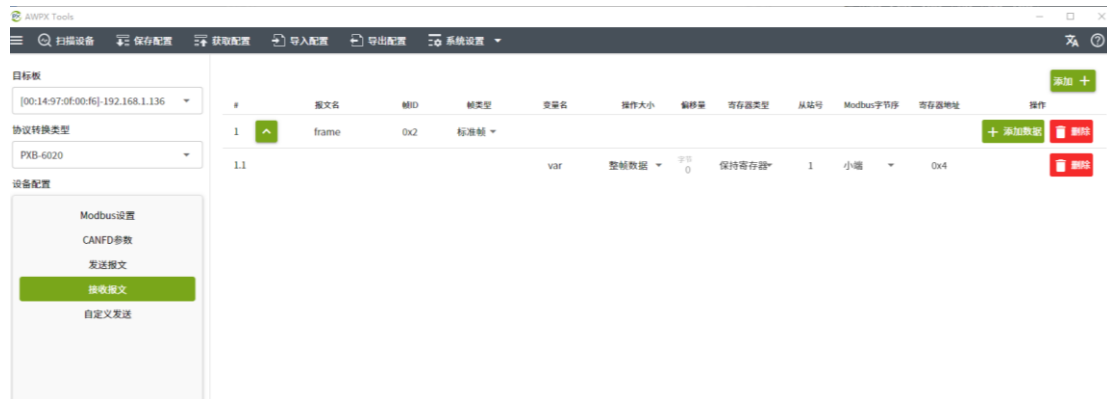 AWPX Tools
扫描设备 保存配置 获取配置 导入配置 导出配置 系统设置
目标板
[00:14:97:0f:00:f6]-192.168.1.136
协议转换类型
PXB-6020
设备配置
Modbus设置
CANFD参数
发送报文
接收报文
自定义发送
添加 +
# 报文名 帧ID 帧类型 变量名 操作大小 偏移量 寄存器类型 从站号 Modbus字节序 寄存器地址 操作
1 frame 0x2 标准帧 + 添加数据 删除
1.1 var 整帧数据 字节 0 保持寄存器 1 小端 0x4 删除